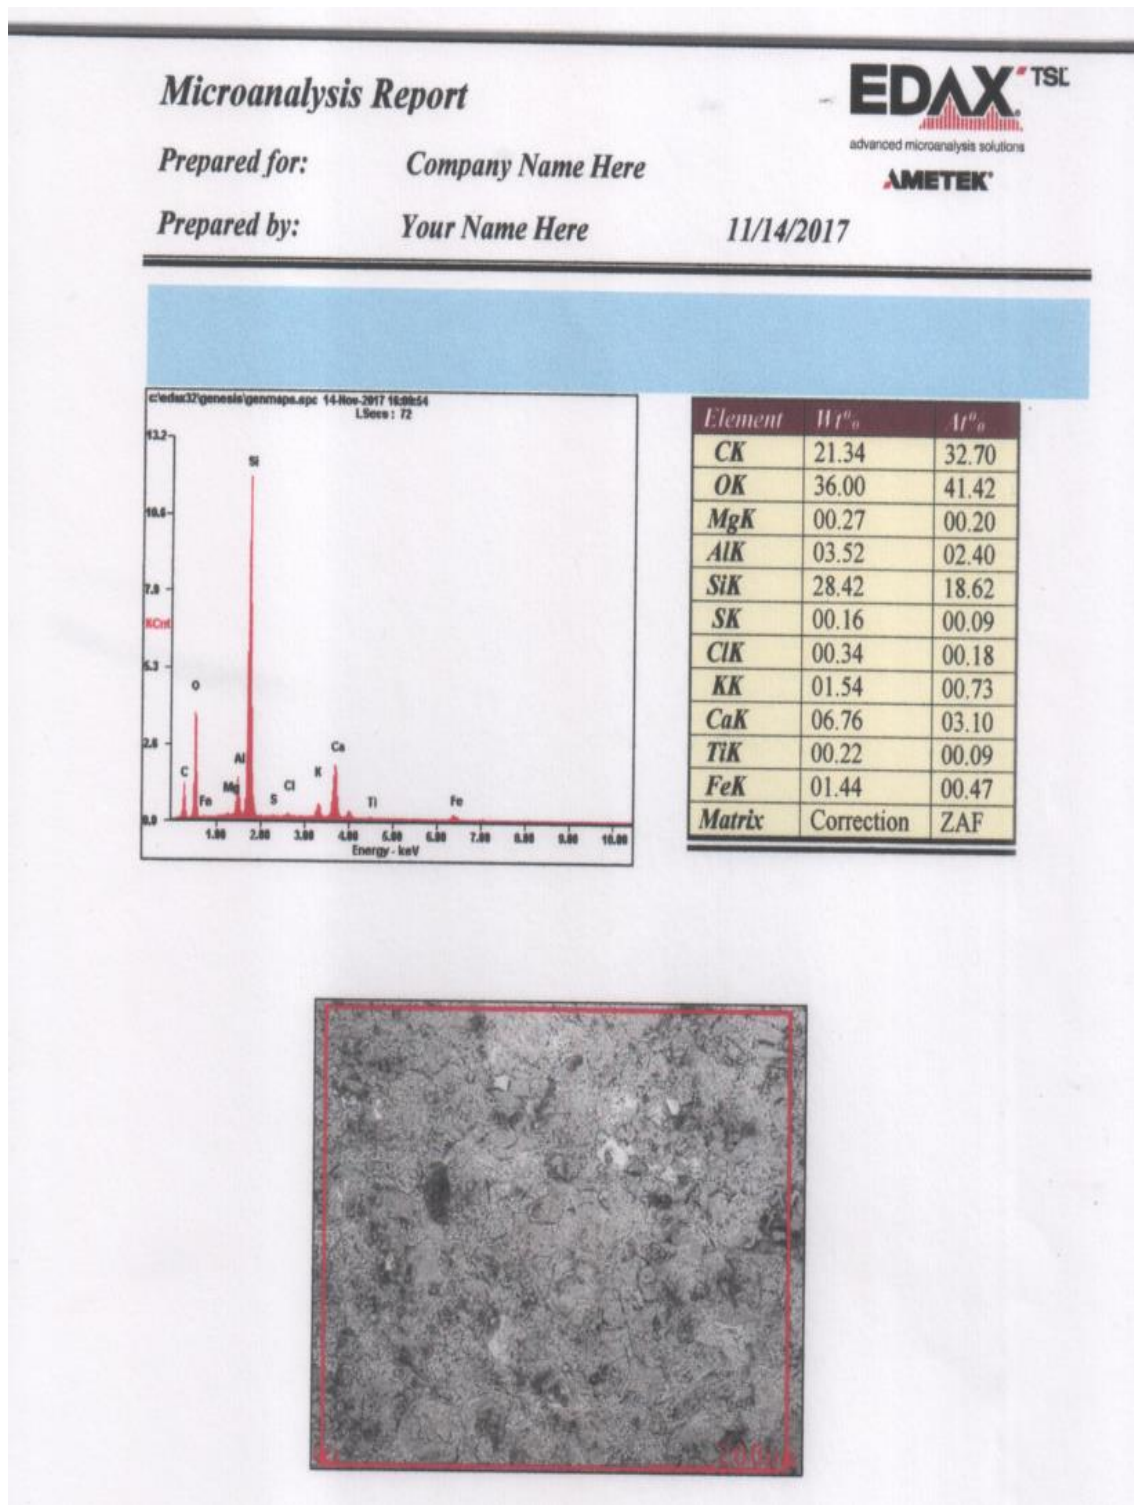 Microanalysis Report
EDAX TSL
advanced microanalysis solutions
AMETEK
Prepared for: Company Name Here
Prepared by: Your Name Here 11/14/2017
c:\edax32\genesis\genmaps.spc 14-Nov-2017 16:09:54
LSecs : 72
13.2
10.6
7.9
KCnt
5.3
2.6
0.0
Si
O
C
Fe
Mg
Al
S
Cl
K
Ca
Ti
Fe
1.00 2.00 3.00 4.00 5.00 6.00 7.00 8.00 9.00 10.00
Energy - keV
Element Wt% At%
CK 21.34 32.70
OK 36.00 41.42
MgK 00.27 00.20
AlK 03.52 02.40
SiK 28.42 18.62
SK 00.16 00.09
ClK 00.34 00.18
KK 01.54 00.73
CaK 06.76 03.10
TiK 00.22 00.09
FeK 01.44 00.47
Matrix Correction ZAF